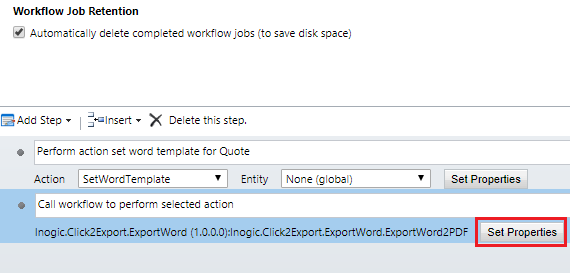 Workflow Job Retention
Automatically delete completed workflow jobs (to save disk space)
Add Step Insert Delete this step.
Perform action set word template for Quote
Action SetWordTemplate Entity None (global) Set Properties
Call workflow to perform selected action
Inogic.Click2Export.ExportWord (1.0.0.0):Inogic.Click2Export.ExportWord.ExportWord2PDF Set Properties